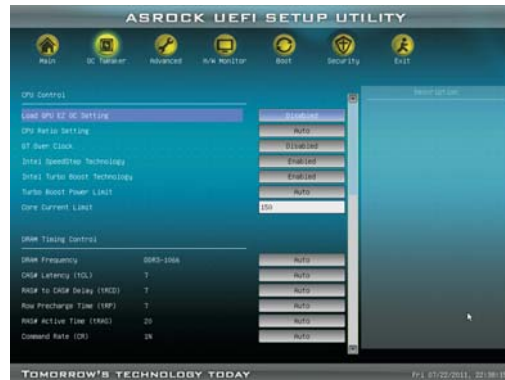 ASROCK UEFI SETUP UTILITY
Main OC Tweaker Advanced H/W Monitor Boot Security Exit
CPU Control
Description
Load GPU EZ OC Setting Disabled
CPU Ratio Setting Auto
GT Over Clock Disabled
Intel SpeedStep Technology Enabled
Intel Turbo Boost Technology Enabled
Turbo Boost Power Limit Auto
Core Current Limit 150
DRAM Timing Control
DRAM Frequency DDR3-1066 Auto
CAS# Latency (tCL) 7 Auto
RAS# to CAS# Delay (tRCD) 7 Auto
Row Precharge Time (tRP) 7 Auto
RAS# Active Time (tRAS) 20 Auto
Command Rate (CR) 1N Auto
TOMORROW'S TECHNOLOGY TODAY
Fri 07/22/2011,